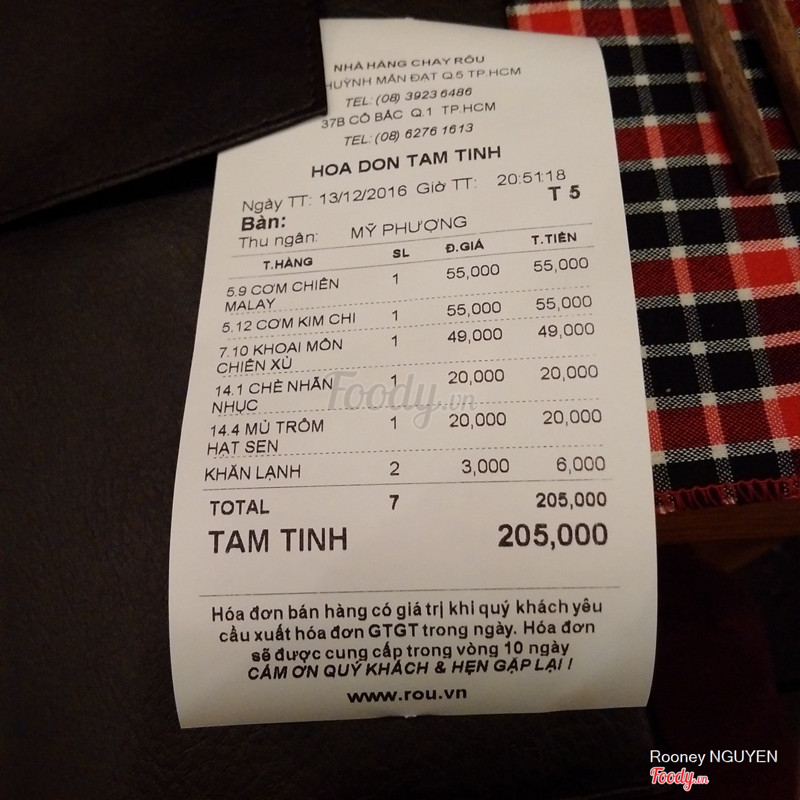 NHÀ HÀNG CHAY RÔU
HUỲNH MẪN ĐẠT Q.5 TP.HCM
TEL: (08) 3923 6486
37B CÔ BẮC Q.1 TP.HCM
TEL: (08) 6276 1613
HOA DON TAM TINH
Ngày TT: 13/12/2016 Giờ TT: 20:51:18
Bàn: T 5
Thu ngân: MỸ PHƯỢNG
T.HÀNG SL Đ.GIÁ T.TIỀN
5.9 CƠM CHIÊN 1 55,000 55,000
MALAY
5.12 CƠM KIM CHI 1 55,000 55,000
7.10 KHOAI MÔN 1 49,000 49,000
CHIÊN XÙ
14.1 CHÈ NHÃN 1 20,000 20,000
NHỤC
14.4 MỦ TRÔM 1 20,000 20,000
HẠT SEN
KHĂN LẠNH 2 3,000 6,000
TOTAL 7 205,000
TAM TINH 205,000
Hóa đơn bán hàng có giá trị khi quý khách yêu
cầu xuất hóa đơn GTGT trong ngày. Hóa đơn
sẽ được cung cấp trong vòng 10 ngày
CÁM ƠN QUÝ KHÁCH & HẸN GẶP LẠI !
www.rou.vn
Foody.vn
Rooney NGUYEN
Foody.vn